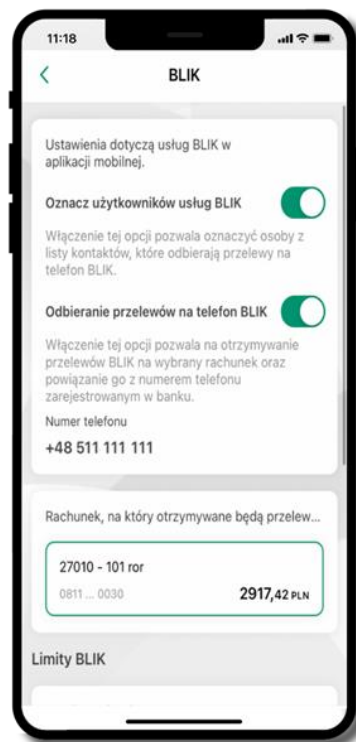 11:18
BLIK
Ustawienia dotyczą usług BLIK w
aplikacji mobilnej.
Oznacz użytkowników usług BLIK
Włączenie tej opcji pozwala oznaczyć osoby z
listy kontaktów, które odbierają przelewy na
telefon BLIK.
Odbieranie przelewów na telefon BLIK
Włączenie tej opcji pozwala na otrzymywanie
przelewów BLIK na wybrany rachunek oraz
powiązanie go z numerem telefonu
zarejestrowanym w banku.
Numer telefonu
+48 511 111 111
Rachunek, na który otrzymywane będą przelew...
27010 - 101 ror
0811 ... 0030 2917,42 PLN
Limity BLIK